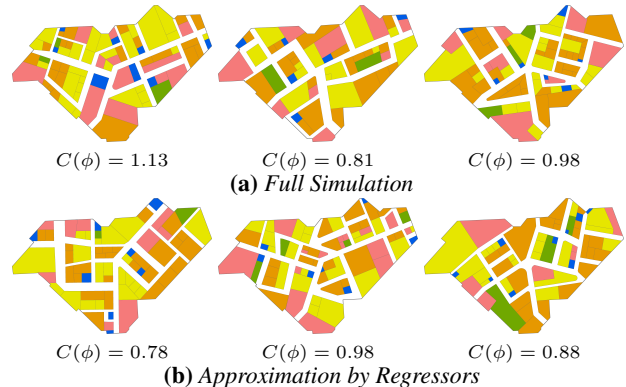 C(ϕ) = 1.13 C(ϕ) = 0.81 C(ϕ) = 0.98
(a) Full Simulation
C(ϕ) = 0.78 C(ϕ) = 0.98 C(ϕ) = 0.88
(b) Approximation by Regressors